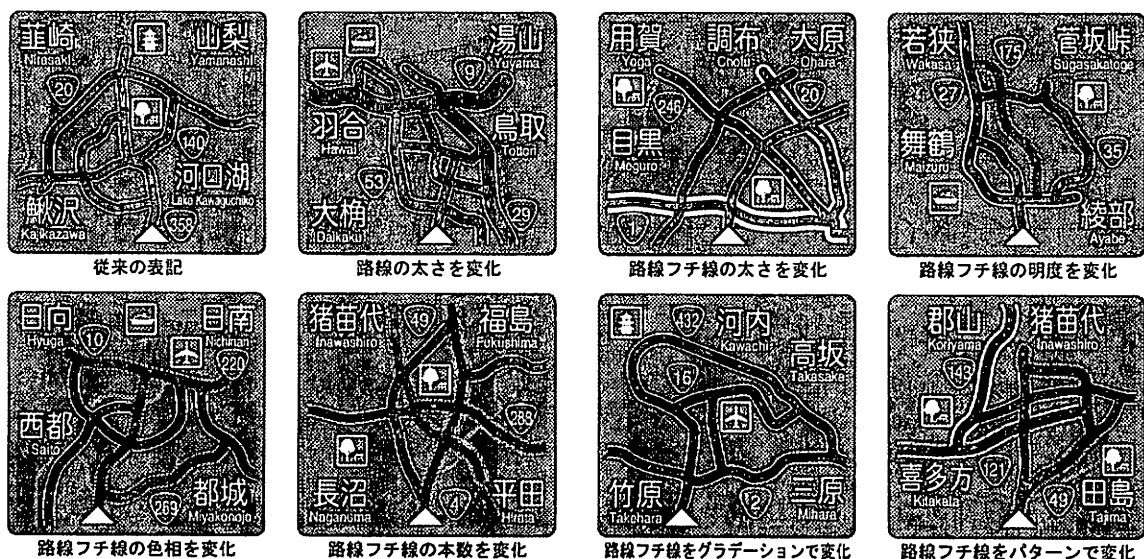 韮崎 山梨
Nirasaki Yamanashi
20
140
河口湖
Lake Kawaguchiko
鰍沢
Kajikazawa
358
従来の表記
湯山
Yuyama
9
羽合 鳥取
Hawai Tottori
53
大桷
Daikaku
29
路線の太さを変化
用賀 調布 大原
Yoga Chofu Ohara
246
20
目黒
Meguro
1
路線フチ線の太さを変化
若狭 菅坂峠
Wakasa Sugasakatoge
175
27
舞鶴
Maizuru
35
綾部
Ayabe
路線フチ線の明度を変化
日向 日南
Hyuga Nichinan
10
220
西都
Saito
都城
Miyakonojo
269
路線フチ線の色相を変化
猪苗代 福島
Inawashiro Fukushima
49
288
長沼 平田
Naganuma Hirata
4
路線フチ線の本数を変化
432
河内
Kawachi
高坂
Takasaka
竹原 三原
Takehara Mihara
2
路線フチ線をグラデーションで変化
郡山 猪苗代
Koriyama Inawashiro
143
喜多方
Kitakata
121
49
田島
Tajima
路線フチ線をパターンで変化